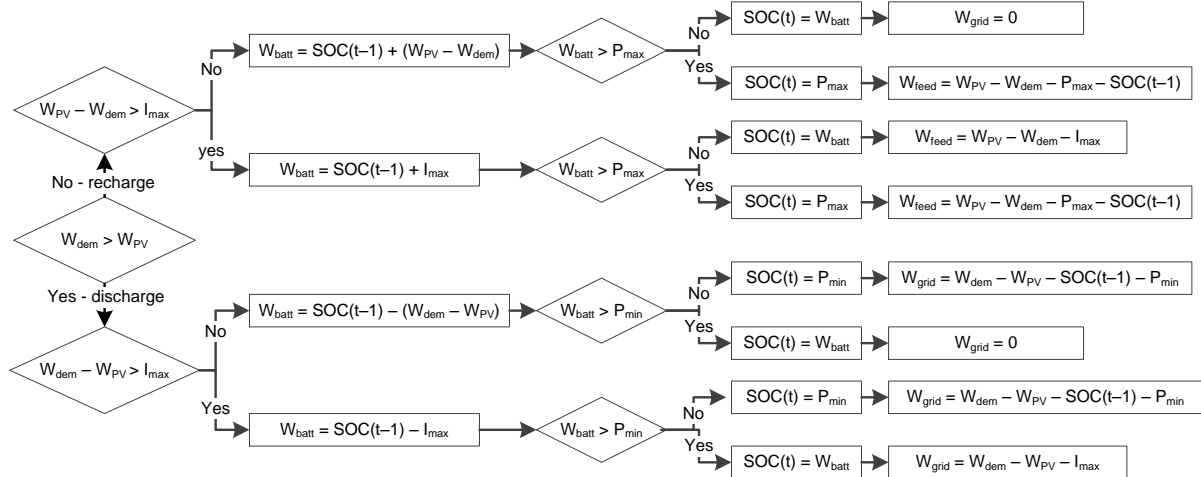 No
SOC(t) = W_batt
W_grid = 0
W_batt = SOC(t–1) + (W_PV – W_dem)
W_batt > P_max
No
Yes
SOC(t) = P_max
W_feed = W_PV – W_dem – P_max – SOC(t–1)
W_PV – W_dem > I_max
yes
No
SOC(t) = W_batt
W_feed = W_PV – W_dem – I_max
W_batt = SOC(t–1) + I_max
W_batt > P_max
Yes
SOC(t) = P_max
W_feed = W_PV – W_dem – P_max – SOC(t–1)
No - recharge
W_dem > W_PV
Yes - discharge
No
SOC(t) = P_min
W_grid = W_dem – W_PV – SOC(t–1) – P_min
W_batt = SOC(t–1) – (W_dem – W_PV)
W_batt > P_min
No
Yes
SOC(t) = W_batt
W_grid = 0
W_dem – W_PV > I_max
Yes
No
SOC(t) = P_min
W_grid = W_dem – W_PV – SOC(t–1) – P_min
W_batt = SOC(t–1) – I_max
W_batt > P_min
Yes
SOC(t) = W_batt
W_grid = W_dem – W_PV – I_max